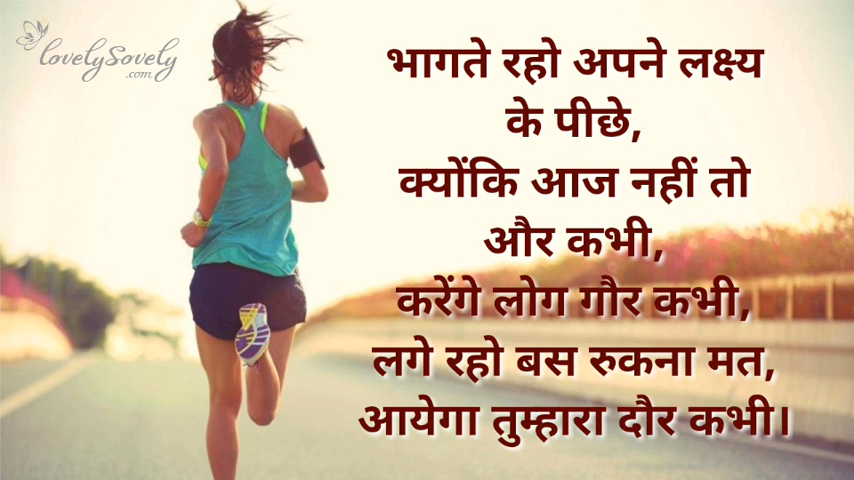 lovelySovely
.com
भागते रहो अपने लक्ष्य
के पीछे,
क्योंकि आज नहीं तो
और कभी,
करेंगे लोग गौर कभी,
लगे रहो बस रुकना मत,
आयेगा तुम्हारा दौर कभी।